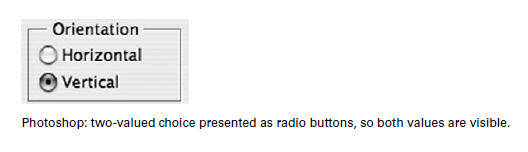 Orientation
Horizontal
Vertical
Photoshop: two-valued choice presented as radio buttons, so both values are visible.